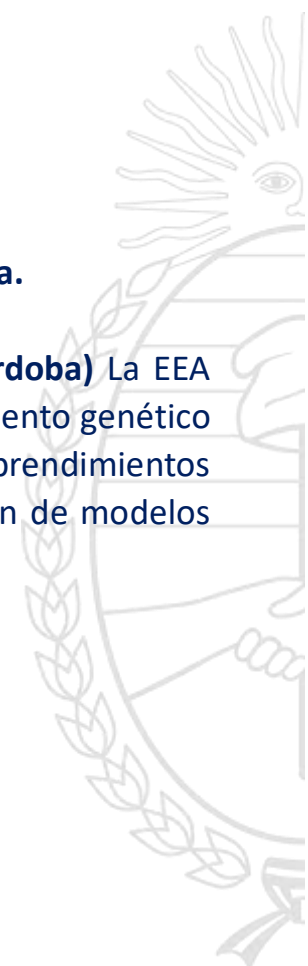 a.
rdoba) La EEA
ento genético
prendimientos
n de modelos